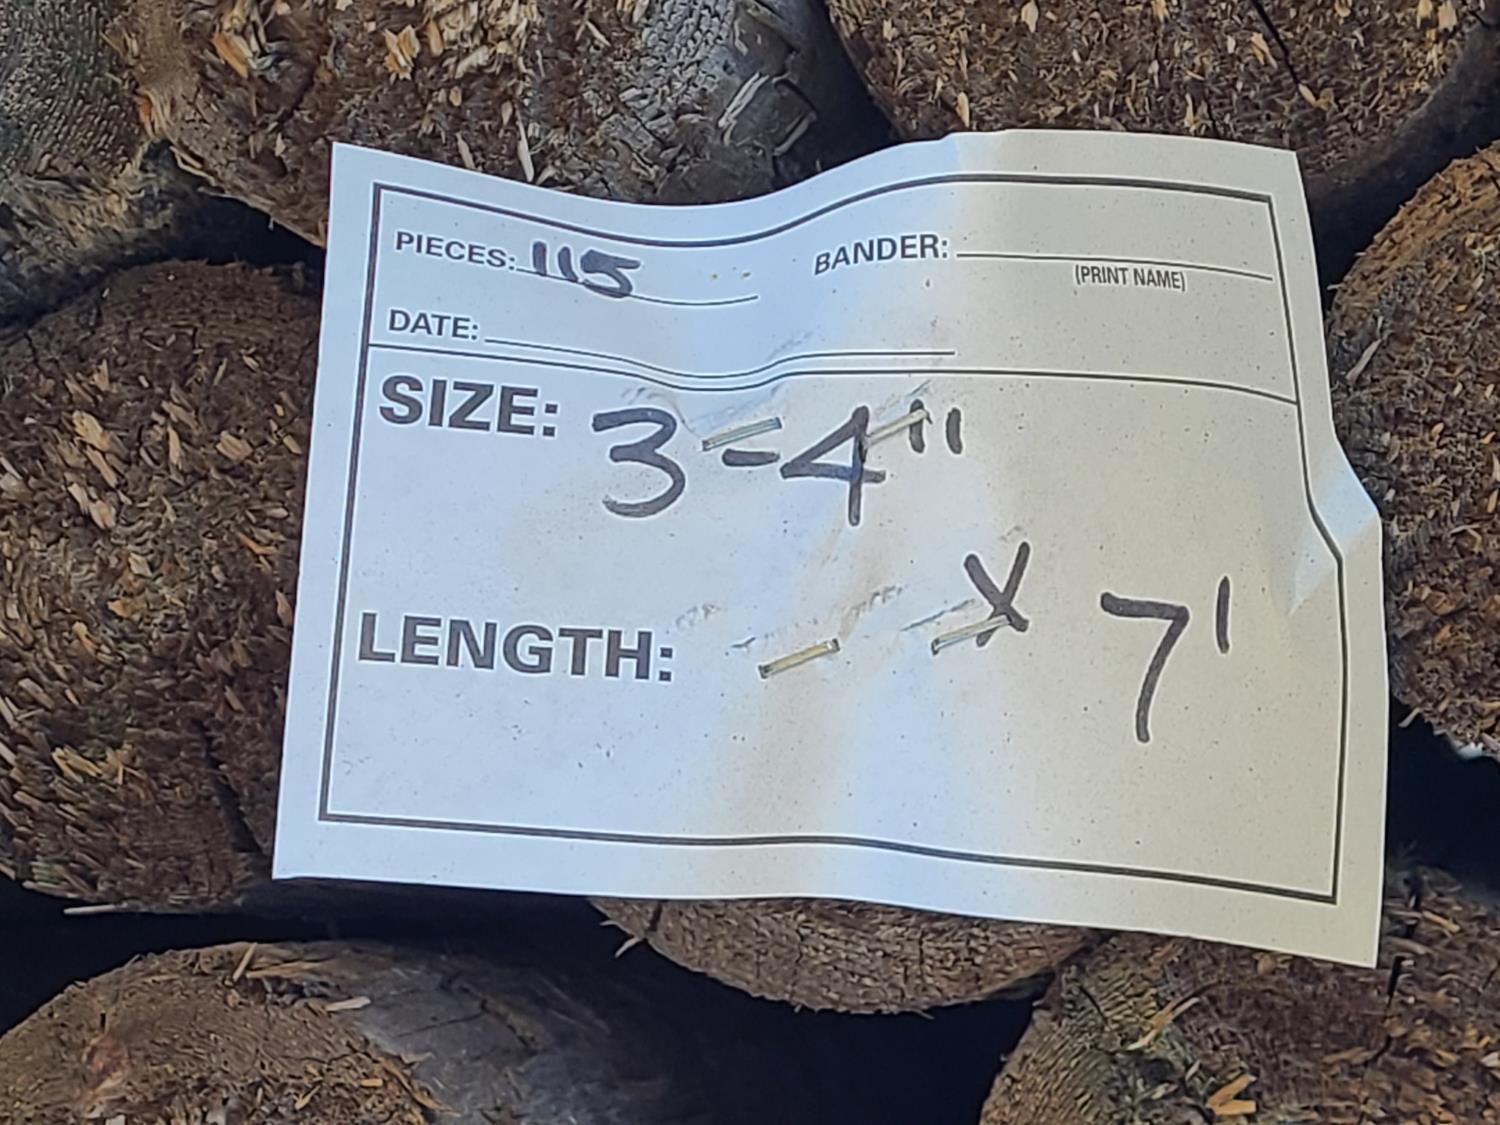 PIECES: 115 BANDER:
(PRINT NAME)
DATE:
SIZE: 3-4"
LENGTH: X 7'